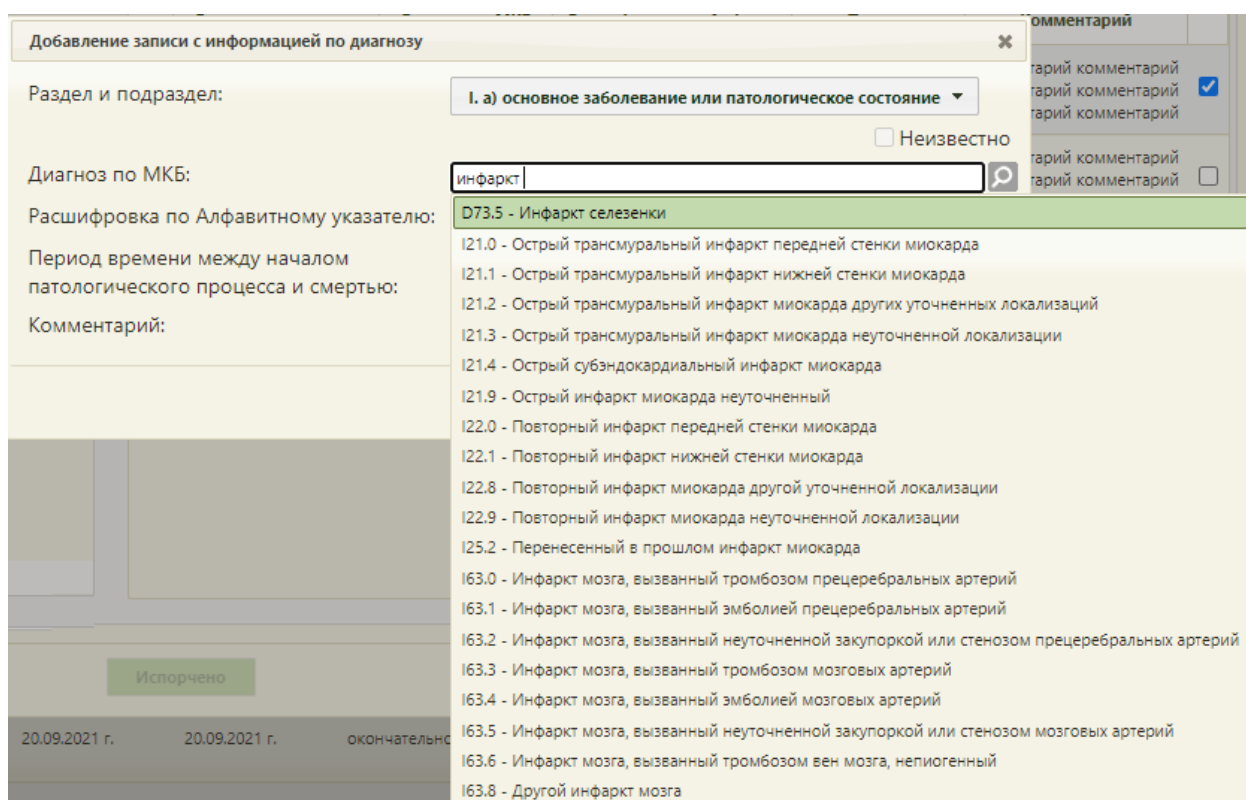 Комментарий
Добавление записи с информацией по диагнозу
Раздел и подраздел:
I. а) основное заболевание или патологическое состояние
комментарий
комментарий
комментарий
Неизвестно
Диагноз по МКБ:
инфаркт
комментарий
комментарий
Расшифровка по Алфавитному указателю:
Период времени между началом
патологического процесса и смертью:
Комментарий:
D73.5 - Инфаркт селезенки
I21.0 - Острый трансмуральный инфаркт передней стенки миокарда
I21.1 - Острый трансмуральный инфаркт нижней стенки миокарда
I21.2 - Острый трансмуральный инфаркт миокарда других уточненных локализаций
I21.3 - Острый трансмуральный инфаркт миокарда неуточненной локализации
I21.4 - Острый субэндокардиальный инфаркт миокарда
I21.9 - Острый инфаркт миокарда неуточненный
I22.0 - Повторный инфаркт передней стенки миокарда
I22.1 - Повторный инфаркт нижней стенки миокарда
I22.8 - Повторный инфаркт миокарда другой уточненной локализации
I22.9 - Повторный инфаркт миокарда неуточненной локализации
I25.2 - Перенесенный в прошлом инфаркт миокарда
I63.0 - Инфаркт мозга, вызванный тромбозом прецеребральных артерий
I63.1 - Инфаркт мозга, вызванный эмболией прецеребральных артерий
I63.2 - Инфаркт мозга, вызванный неуточненной закупоркой или стенозом прецеребральных артерий
I63.3 - Инфаркт мозга, вызванный тромбозом мозговых артерий
I63.4 - Инфаркт мозга, вызванный эмболией мозговых артерий
I63.5 - Инфаркт мозга, вызванный неуточненной закупоркой или стенозом мозговых артерий
I63.6 - Инфаркт мозга, вызванный тромбозом вен мозга, непиогенный
I63.8 - Другой инфаркт мозга
Испорчено
20.09.2021 г. 20.09.2021 г. окончательно